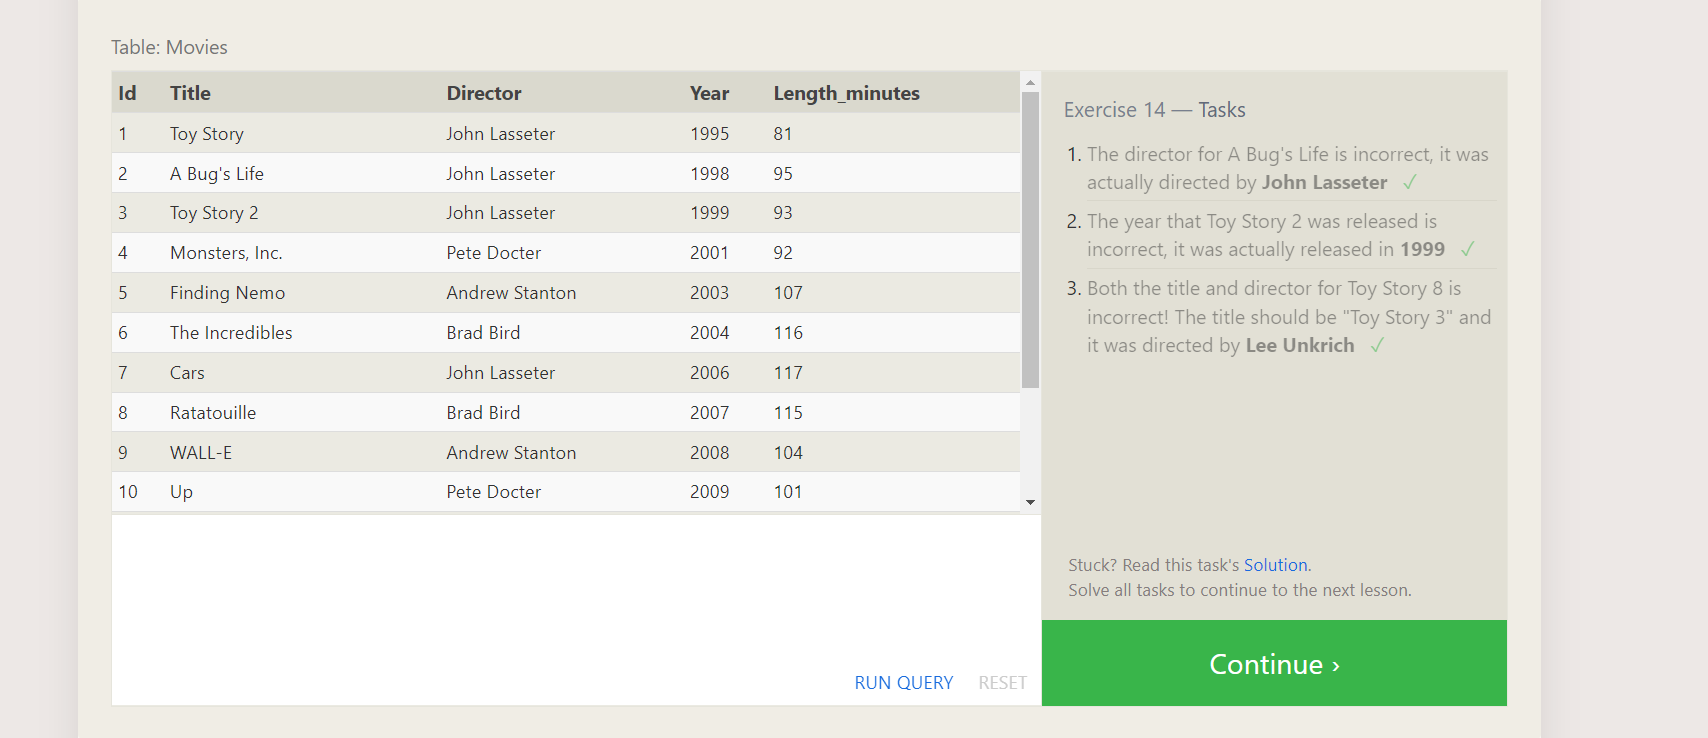 Table: Movies
Id Title Director Year Length_minutes
1 Toy Story John Lasseter 1995 81
2 A Bug's Life John Lasseter 1998 95
3 Toy Story 2 John Lasseter 1999 93
4 Monsters, Inc. Pete Docter 2001 92
5 Finding Nemo Andrew Stanton 2003 107
6 The Incredibles Brad Bird 2004 116
7 Cars John Lasseter 2006 117
8 Ratatouille Brad Bird 2007 115
9 WALL-E Andrew Stanton 2008 104
10 Up Pete Docter 2009 101
RUN QUERY RESET
Exercise 14 — Tasks
1. The director for A Bug's Life is incorrect, it was
actually directed by John Lasseter ✓
2. The year that Toy Story 2 was released is
incorrect, it was actually released in 1999 ✓
3. Both the title and director for Toy Story 8 is
incorrect! The title should be "Toy Story 3" and
it was directed by Lee Unkrich ✓
Stuck? Read this task's Solution.
Solve all tasks to continue to the next lesson.
Continue ›